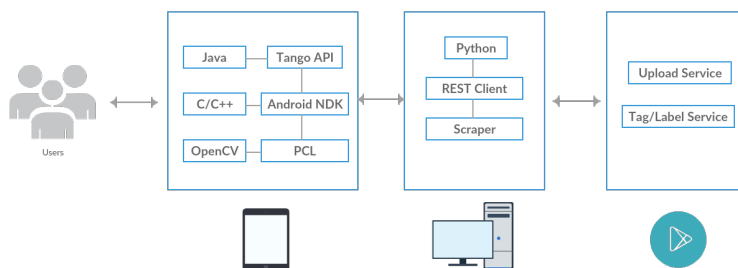 Users
Java
Tango API
C/C++
Android NDK
OpenCV
PCL
Python
REST Client
Scraper
Upload Service
Tag/Label Service